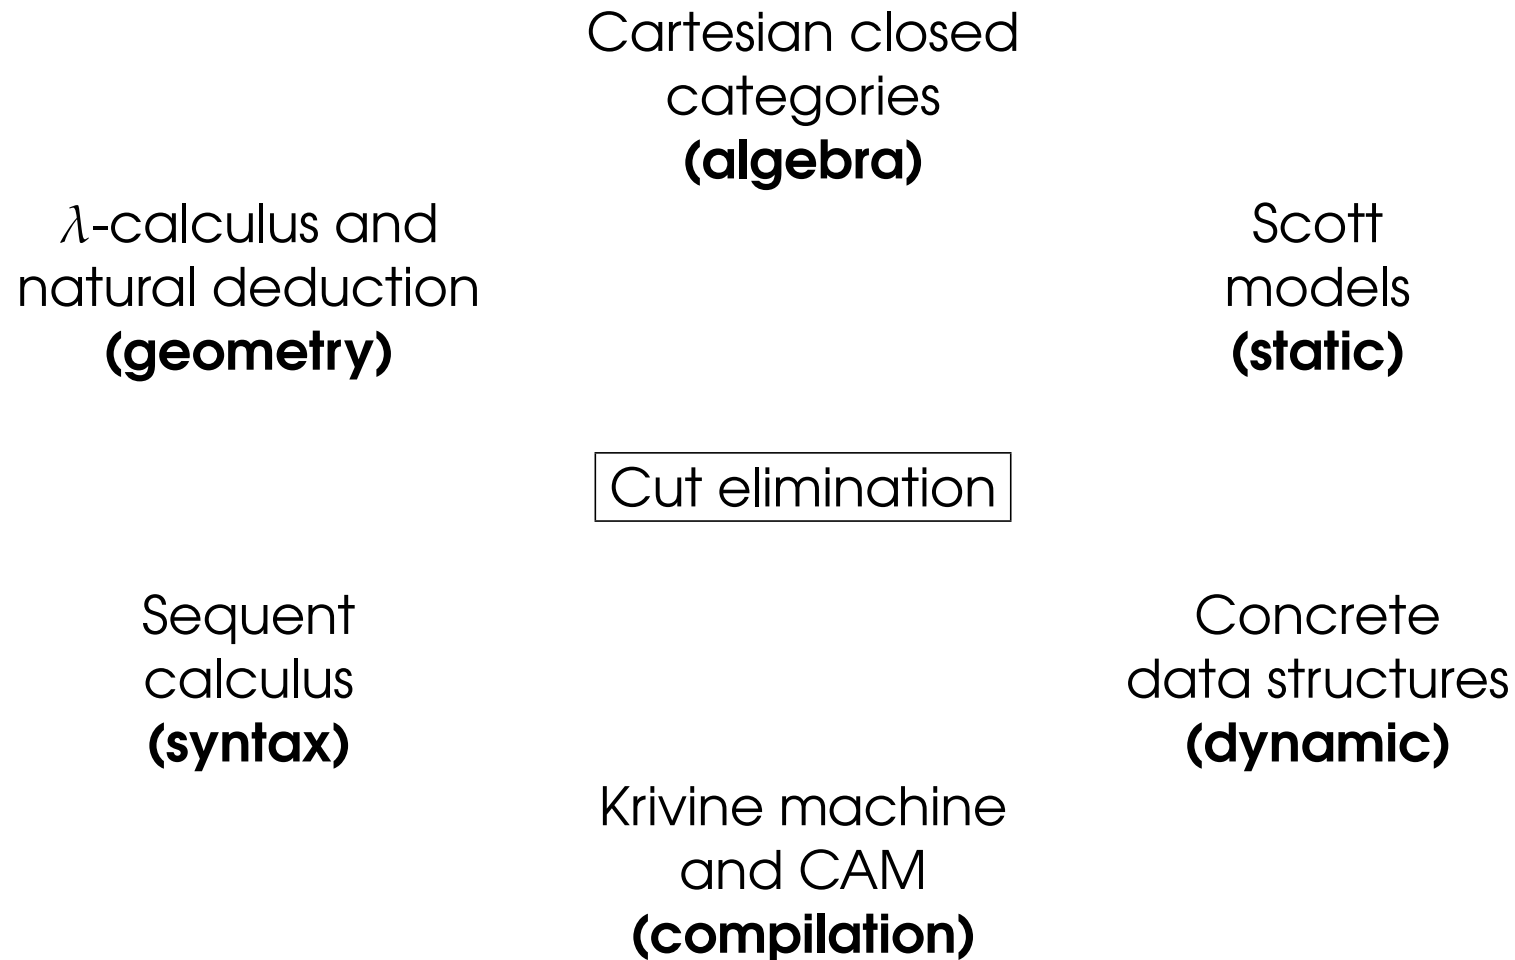 Cartesian closed
categories
(algebra)
λ-calculus and
natural deduction
(geometry)
Scott
models
(static)
Cut elimination
Sequent
calculus
(syntax)
Concrete
data structures
(dynamic)
Krivine machine
and CAM
(compilation)